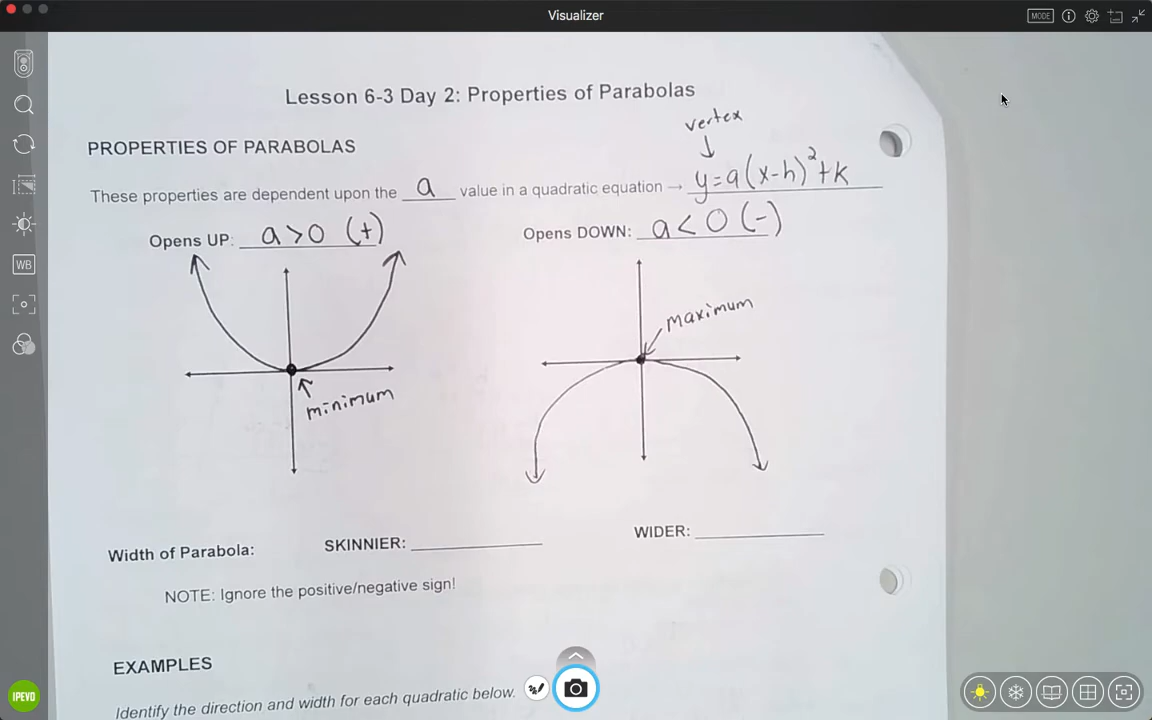 Visualizer
MODE
Lesson 6-3 Day 2: Properties of Parabolas
vertex
PROPERTIES OF PARABOLAS
These properties are dependent upon the a value in a quadratic equation → y=a(x-h)²+k
Opens UP: a>0 (+)
Opens DOWN: a<0 (-)
maximum
minimum
WB
Width of Parabola: SKINNIER: ____________ WIDER: ____________
NOTE: Ignore the positive/negative sign!
EXAMPLES
Identify the direction and width for each quadratic below.
IPEVO